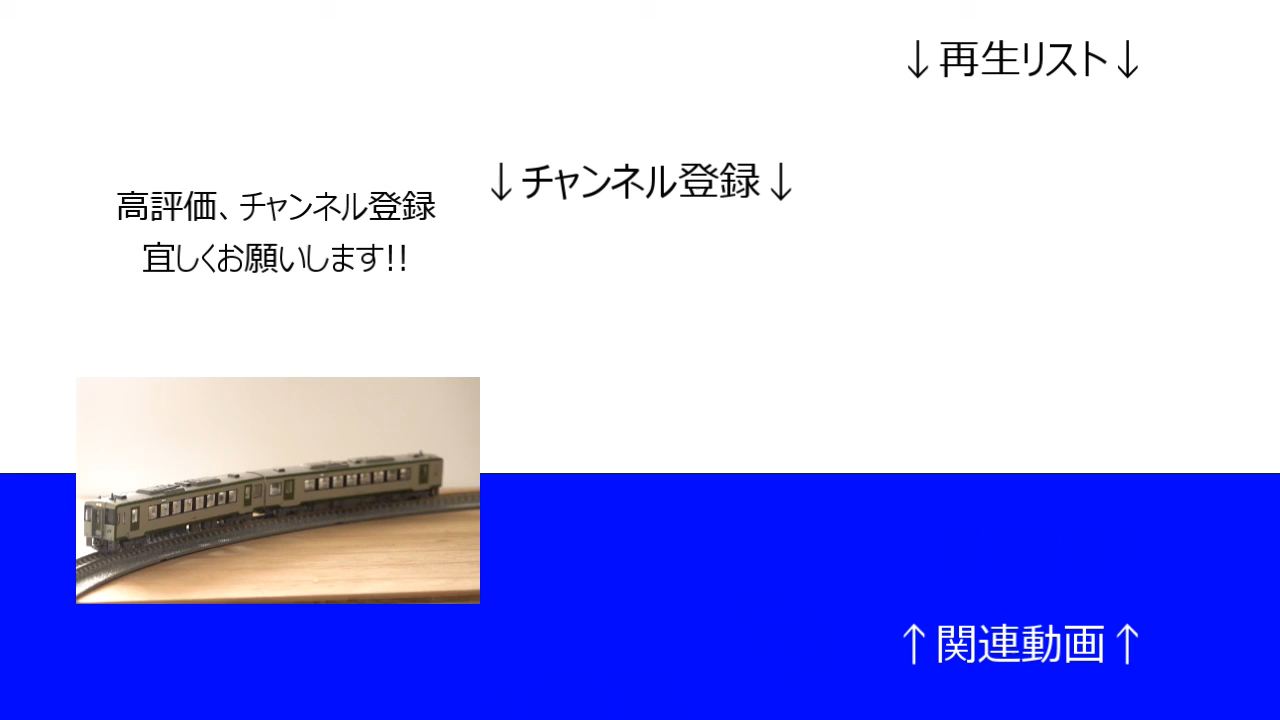 ↓再生リスト↓
↓チャンネル登録↓
高評価、チャンネル登録
宜しくお願いします!!
↑関連動画↑